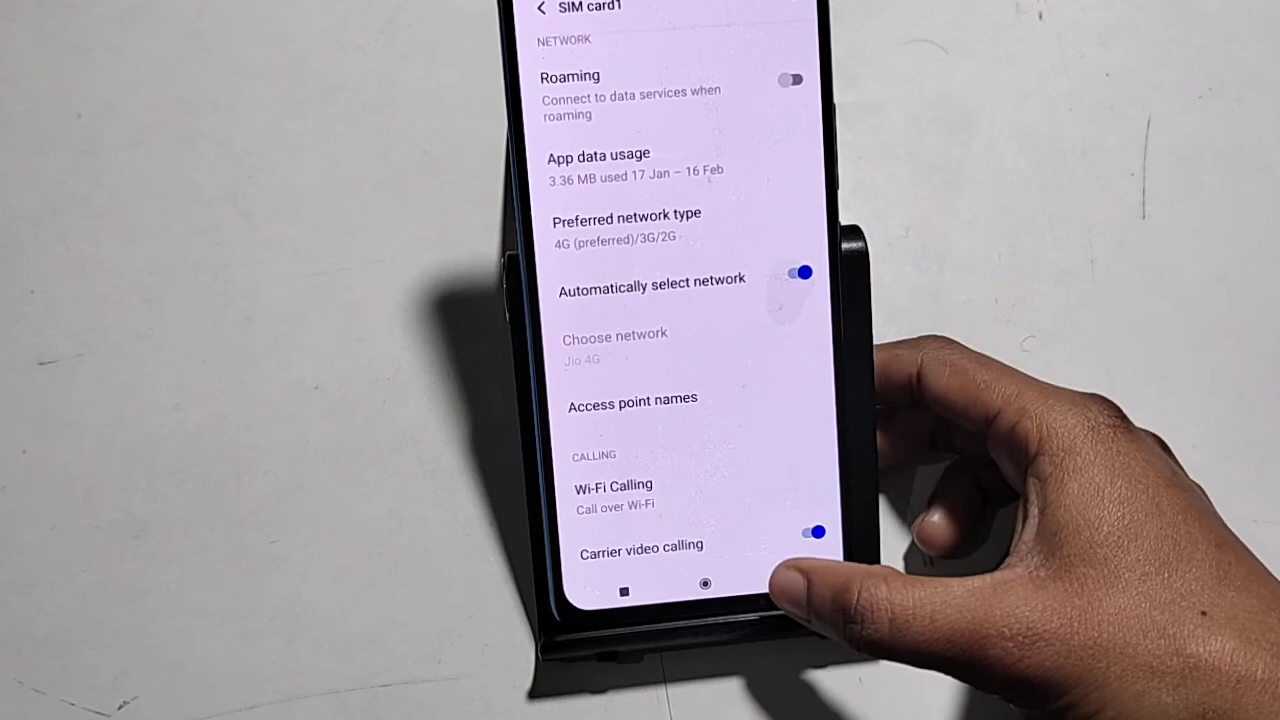 SIM card1
NETWORK
Roaming
Connect to data services when
roaming
App data usage
3.36 MB used 17 Jan – 16 Feb
Preferred network type
4G (preferred)/3G/2G
Automatically select network
Choose network
Jio 4G
Access point names
CALLING
Wi-Fi Calling
Call over Wi-Fi
Carrier video calling